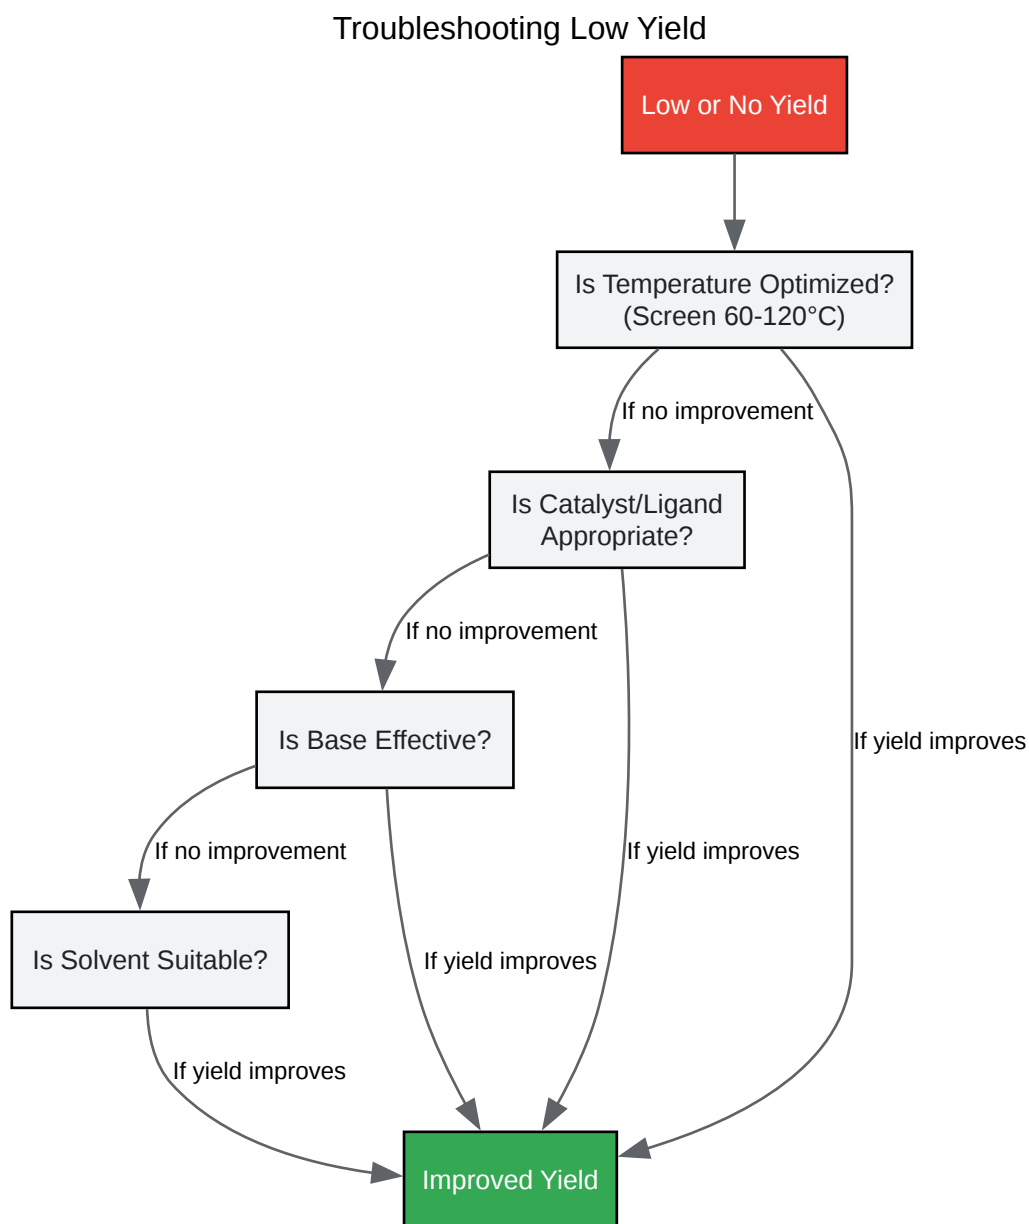 Troubleshooting Low Yield
Low or No Yield
Is Temperature Optimized?
(Screen 60-120°C)
If no improvement
Is Catalyst/Ligand
Appropriate?
If no improvement
Is Base Effective?
If yield improves
If no improvement
If yield improves
Is Solvent Suitable?
If yield improves
If yield improves
Improved Yield